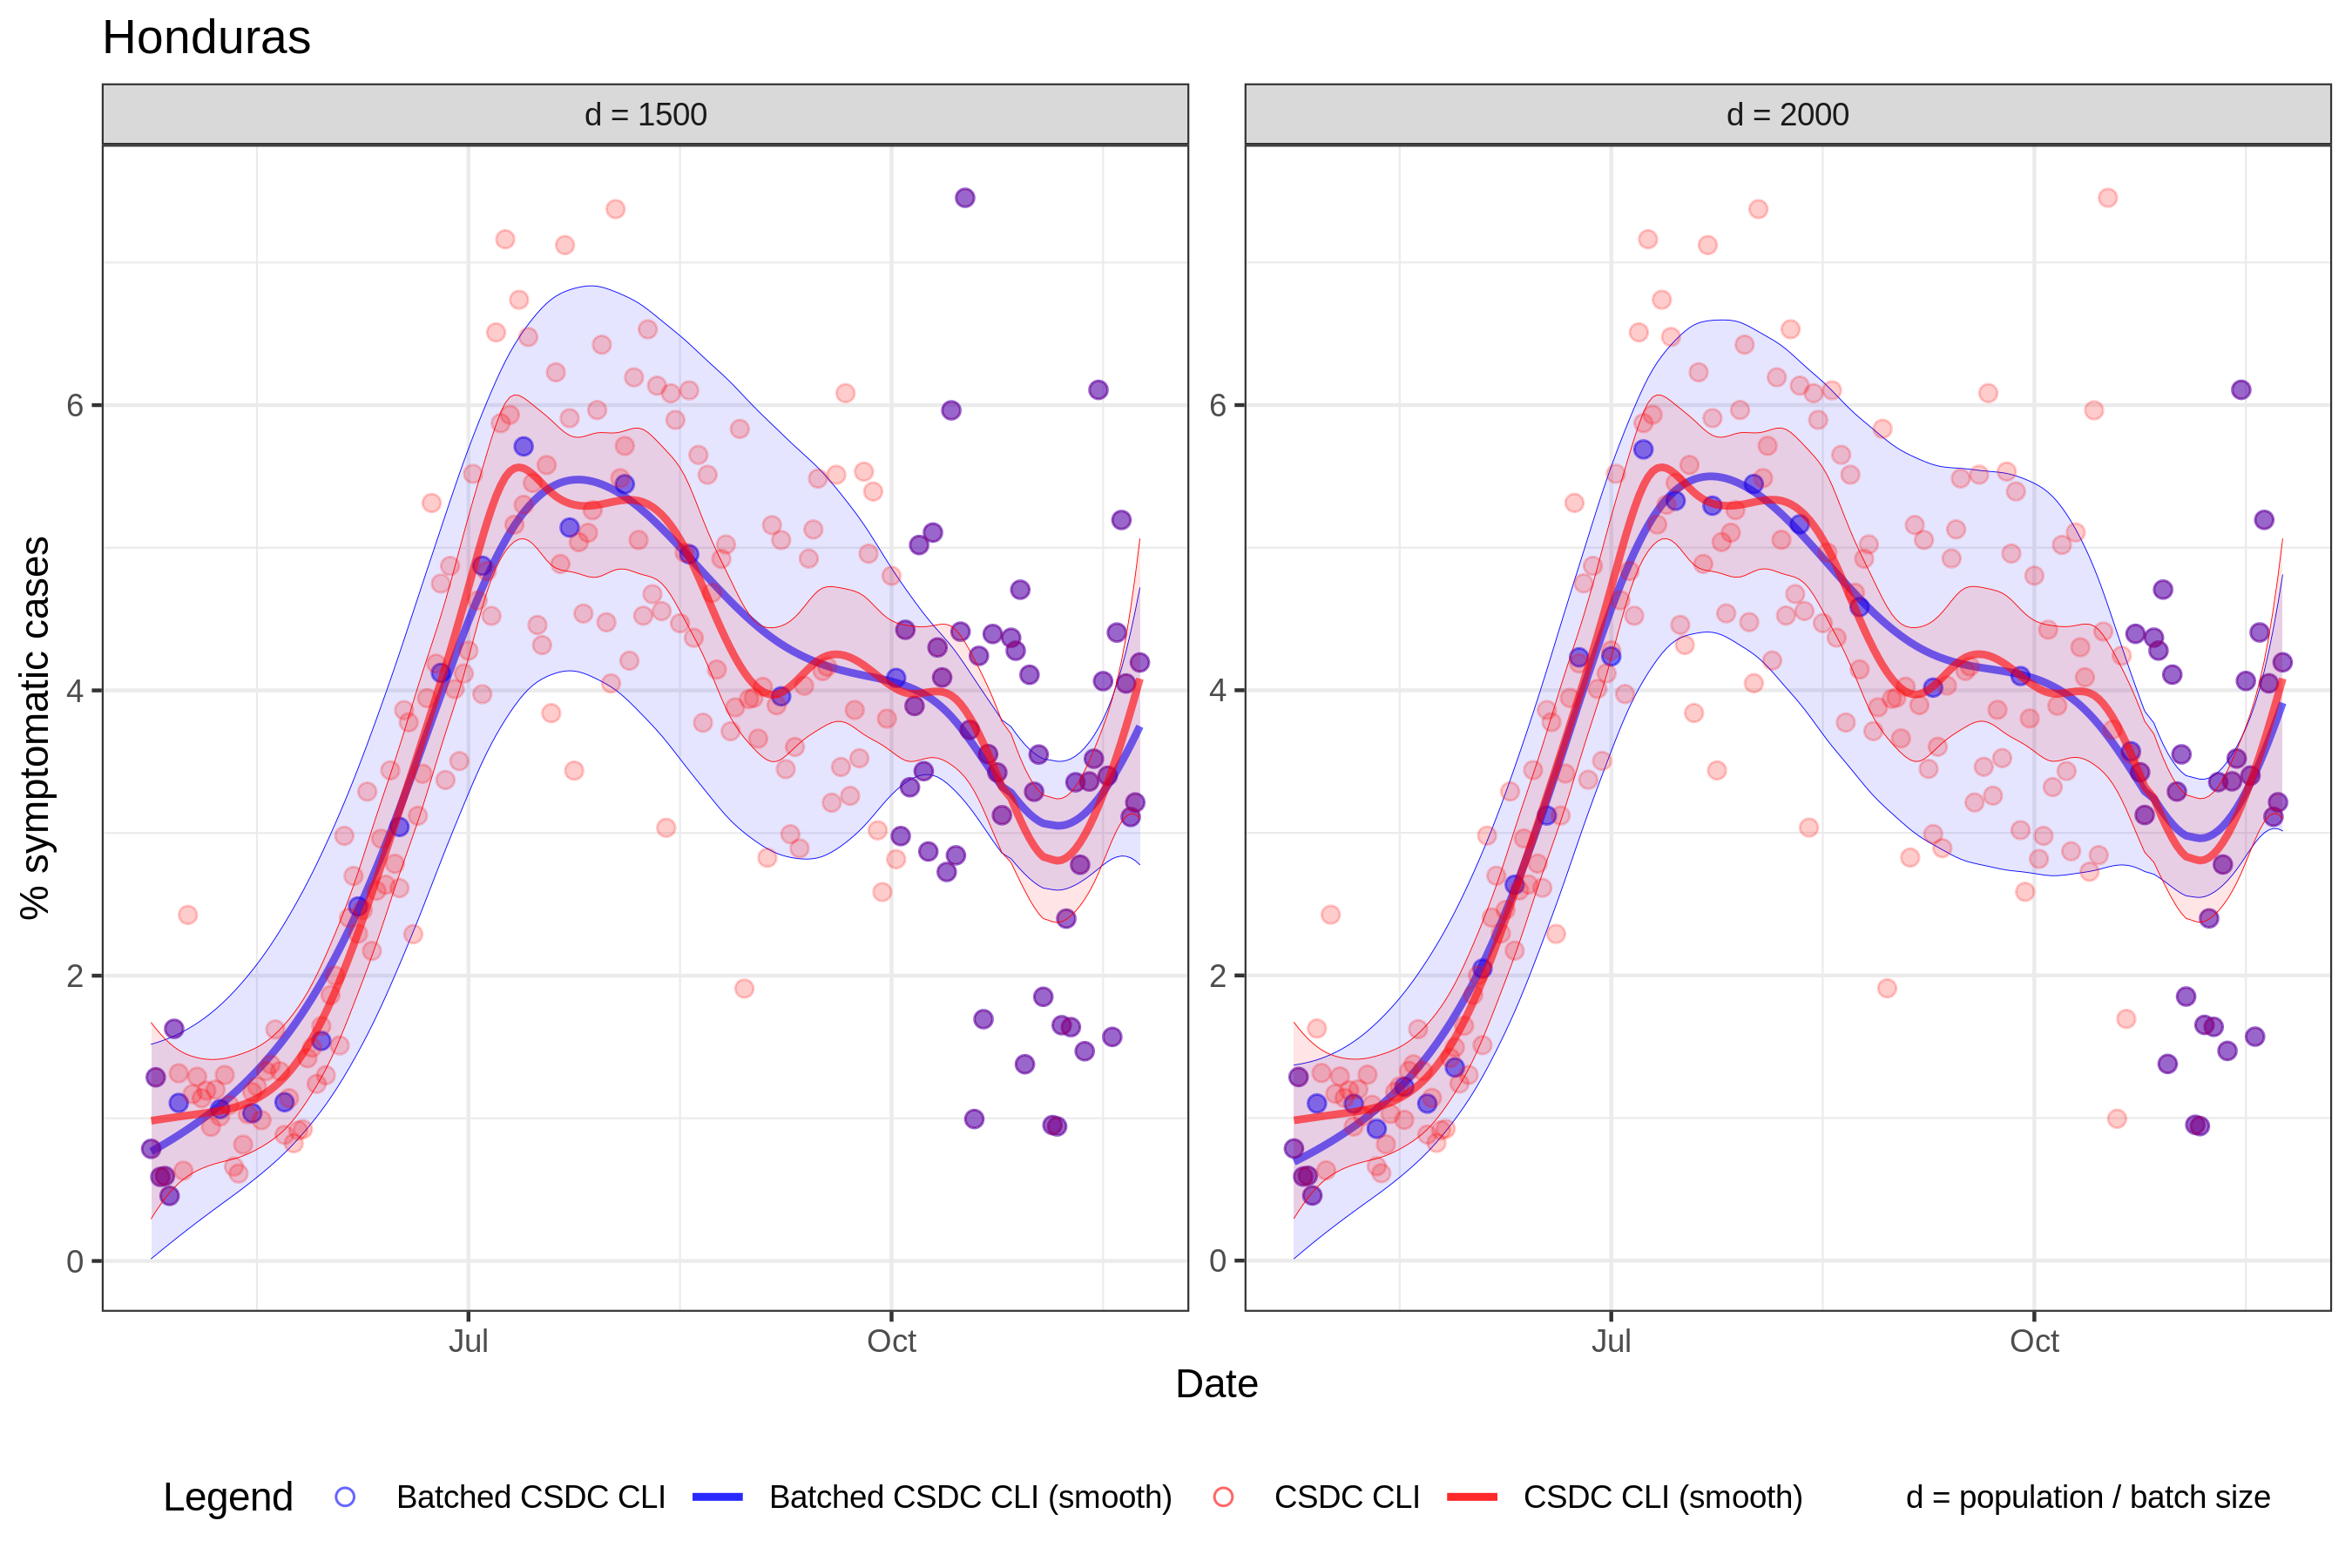 Honduras
d = 1500
d = 2000
% symptomatic cases
6
4
2
0
6
4
2
0
Jul
Oct
Jul
Oct
Date
Legend
Batched CSDC CLI
Batched CSDC CLI (smooth)
CSDC CLI
CSDC CLI (smooth)
d = population / batch size